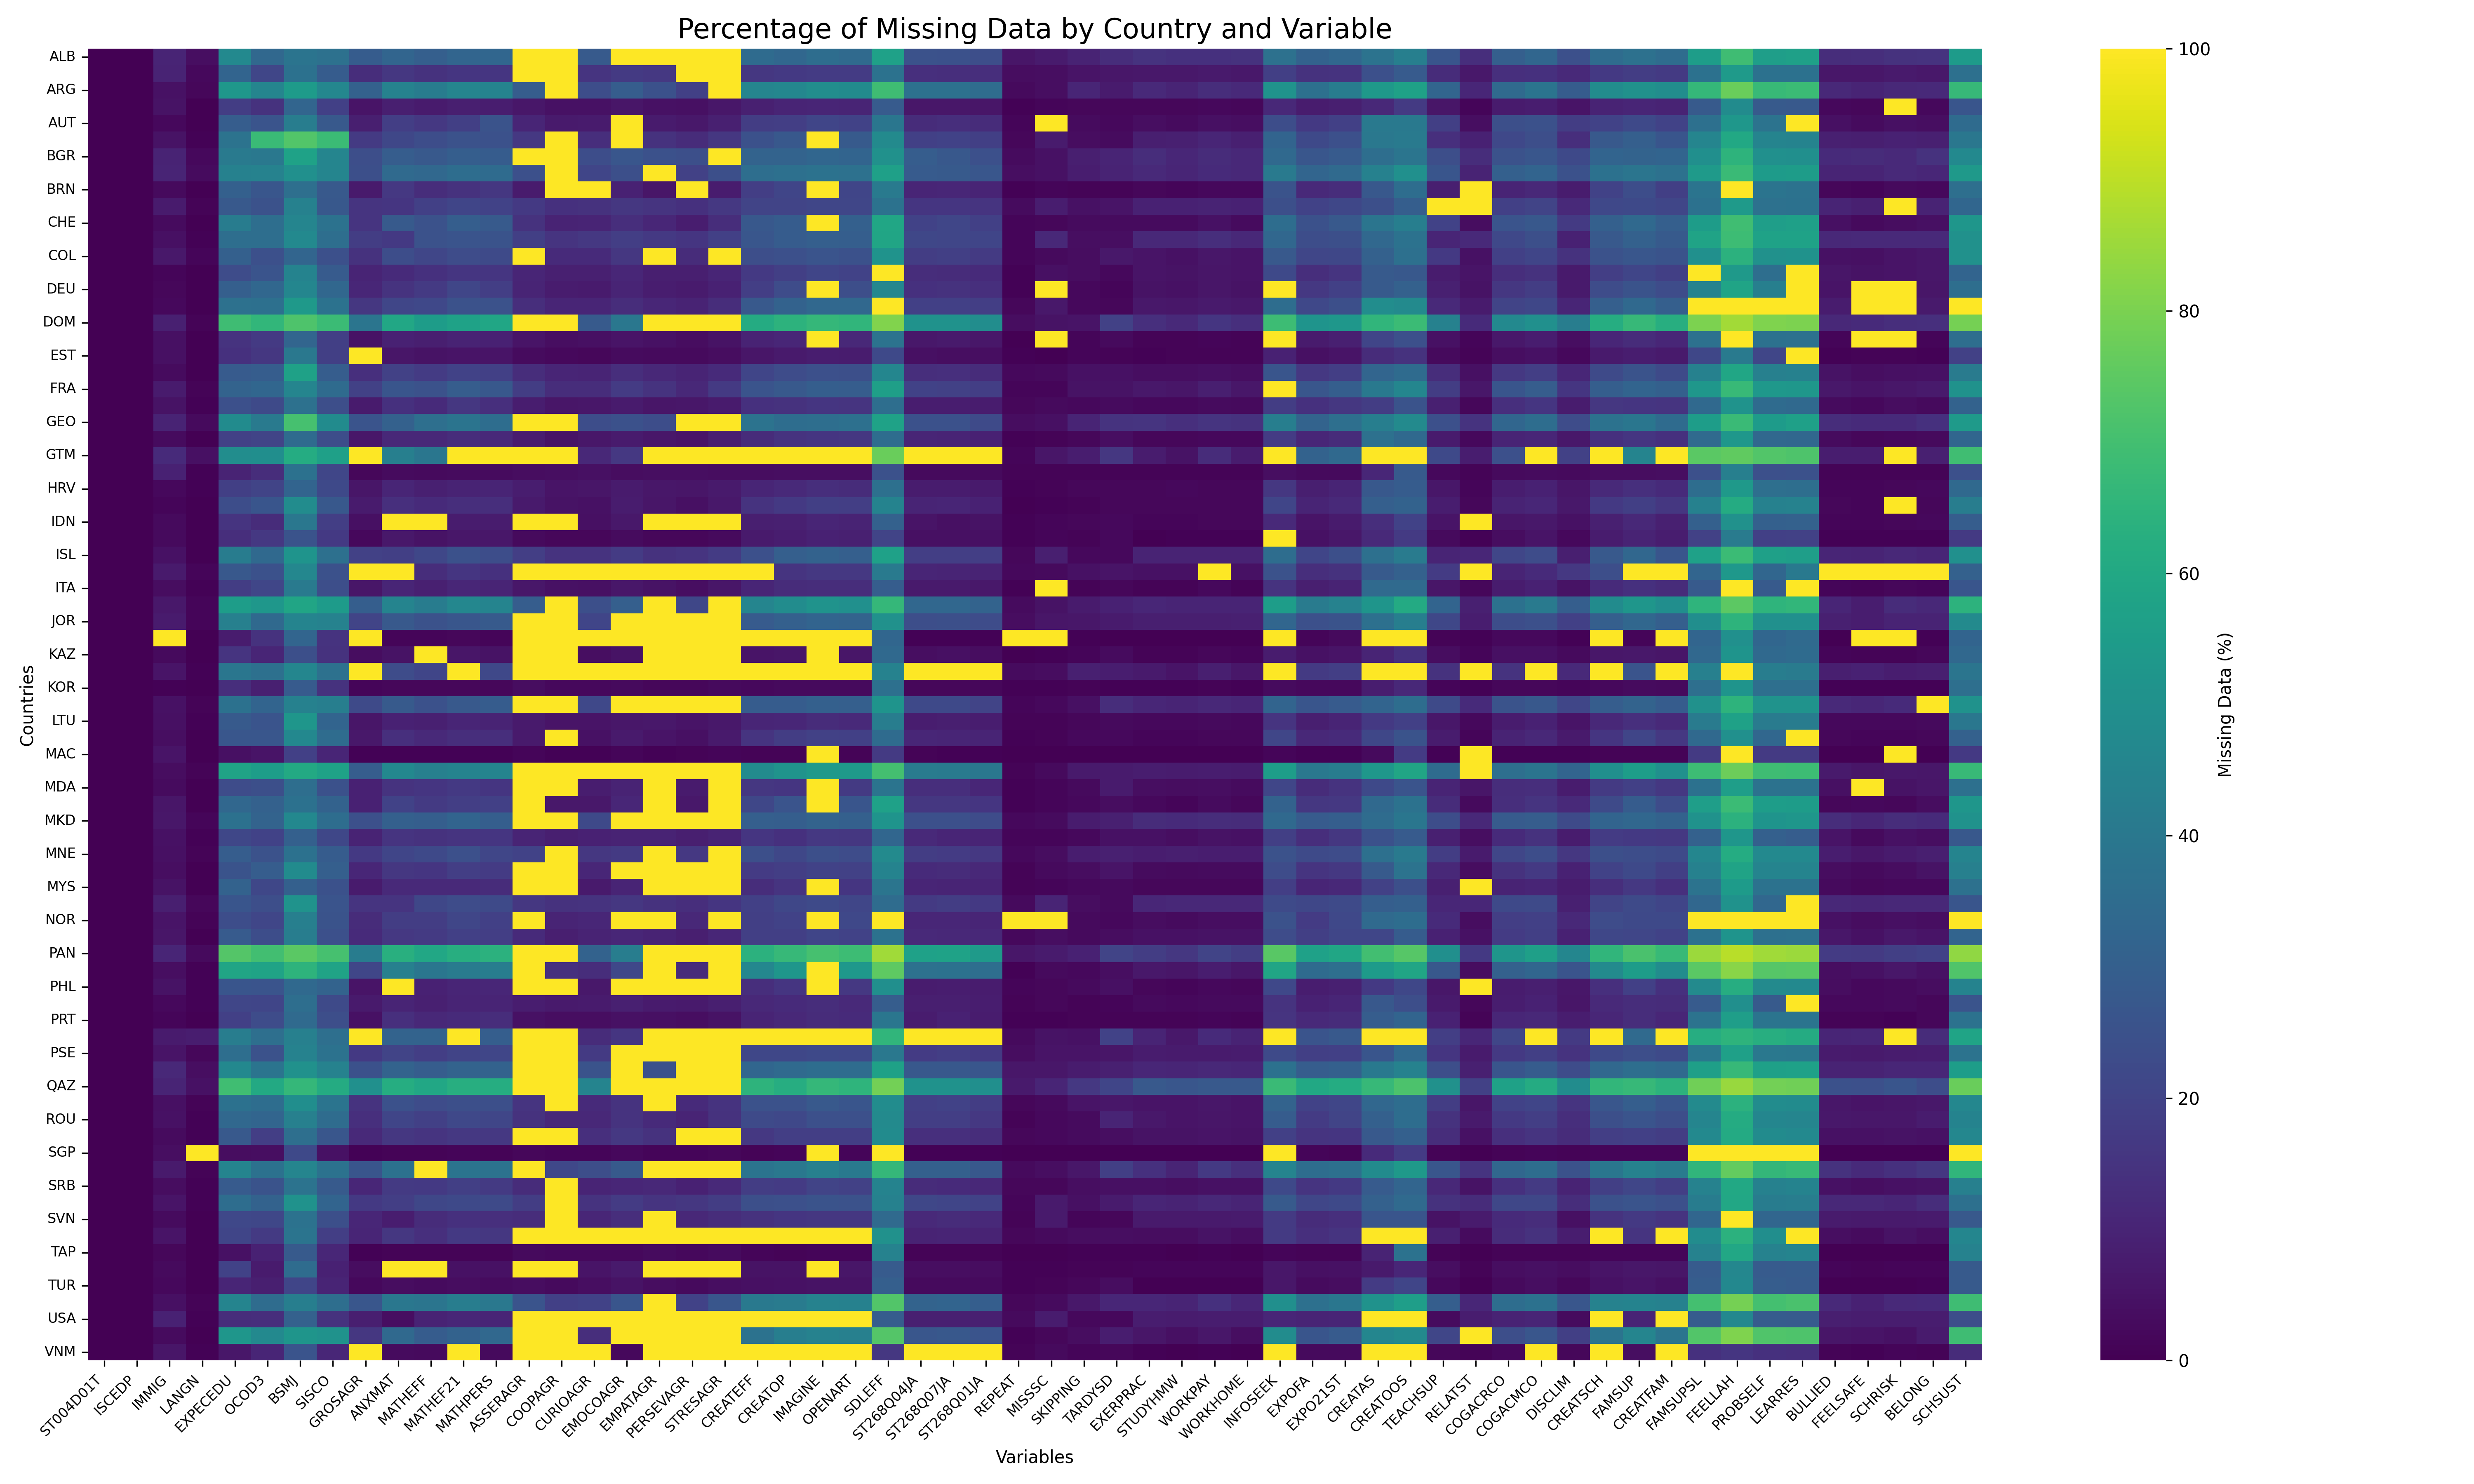 Percentage of Missing Data by Country and Variable
ALB
ARG
AUT
BGR
BRN
CHE
COL
DEU
DOM
EST
FRA
GEO
GTM
HRV
IDN
ISL
ITA
JOR
KAZ
KOR
LTU
MAC
MDA
MKD
MNE
MYS
NOR
PAN
PHL
PRT
PSE
QAZ
ROU
SGP
SRB
SVN
TAP
TUR
USA
VNM
Countries
ST004D01T
ISCEDP
IMMIG
LANGN
EXPECEDU
OCOD3
BSMJ
SISCO
GROSAGR
ANXMAT
MATHEFF
MATHEF21
MATHPERS
ASSERAGR
COOPAGR
CURIOAGR
EMOCOAGR
EMPATAGR
PERSEVAGR
STRESAGR
CREATEFF
CREATOP
IMAGINE
OPENART
SDLEFF
ST268Q04JA
ST268Q07JA
ST268Q01JA
REPEAT
MISSSC
SKIPPING
TARDYSD
EXERPRAC
STUDYHMW
WORKPAY
WORKHOME
INFOSEEK
EXPOFA
EXPO21ST
CREATAS
CREATOOS
TEACHSUP
RELATST
COGACRCO
COGACMCO
DISCLIM
CREATSCH
FAMSUP
CREATFAM
FAMSUPSL
FEELLAH
PROBSELF
LEARRES
BULLIED
FEELSAFE
SCHRISK
BELONG
SCHSUST
Variables
100
80
60
40
20
0
Missing Data (%)